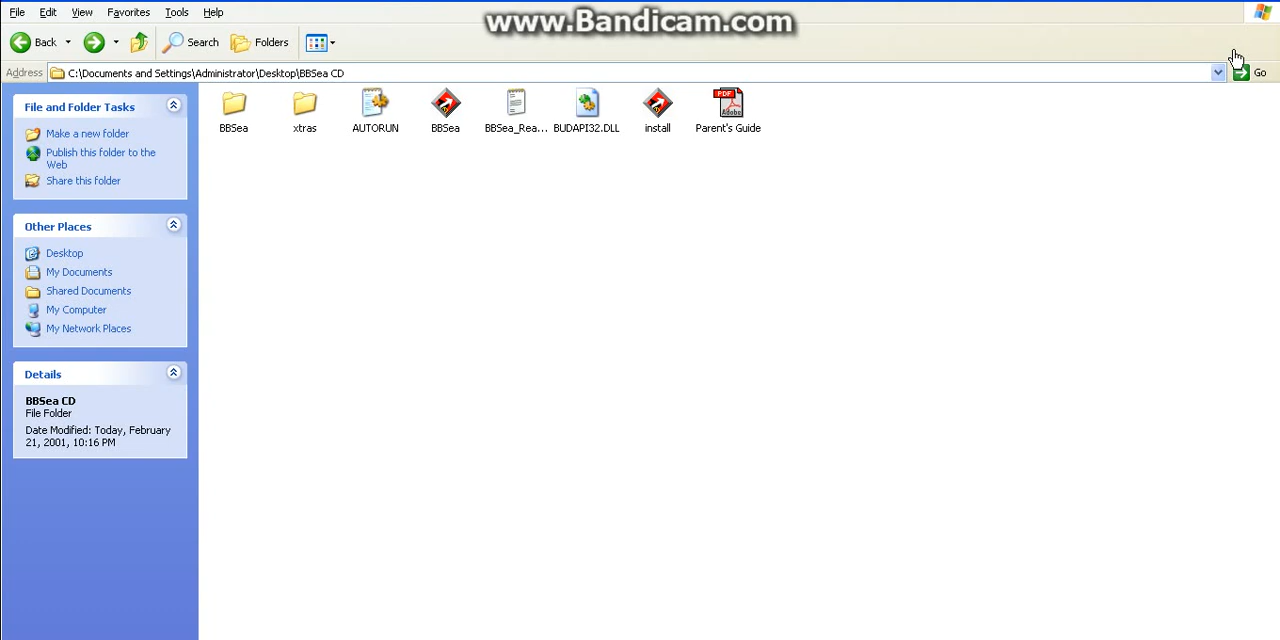 www.Bandicam.com
File Edit View Favorites Tools Help
Back Search Folders
Address C:\Documents and Settings\Administrator\Desktop\BBSea CD Go
File and Folder Tasks
Make a new folder
Publish this folder to the
Web
Share this folder
Other Places
Desktop
My Documents
Shared Documents
My Computer
My Network Places
Details
BBSea CD
File Folder
Date Modified: Today, February
21, 2001, 10:16 PM
BBSea xtras AUTORUN BBSea BBSea_Rea... BUDAPI32.DLL install Parent's Guide
PDF
Adobe